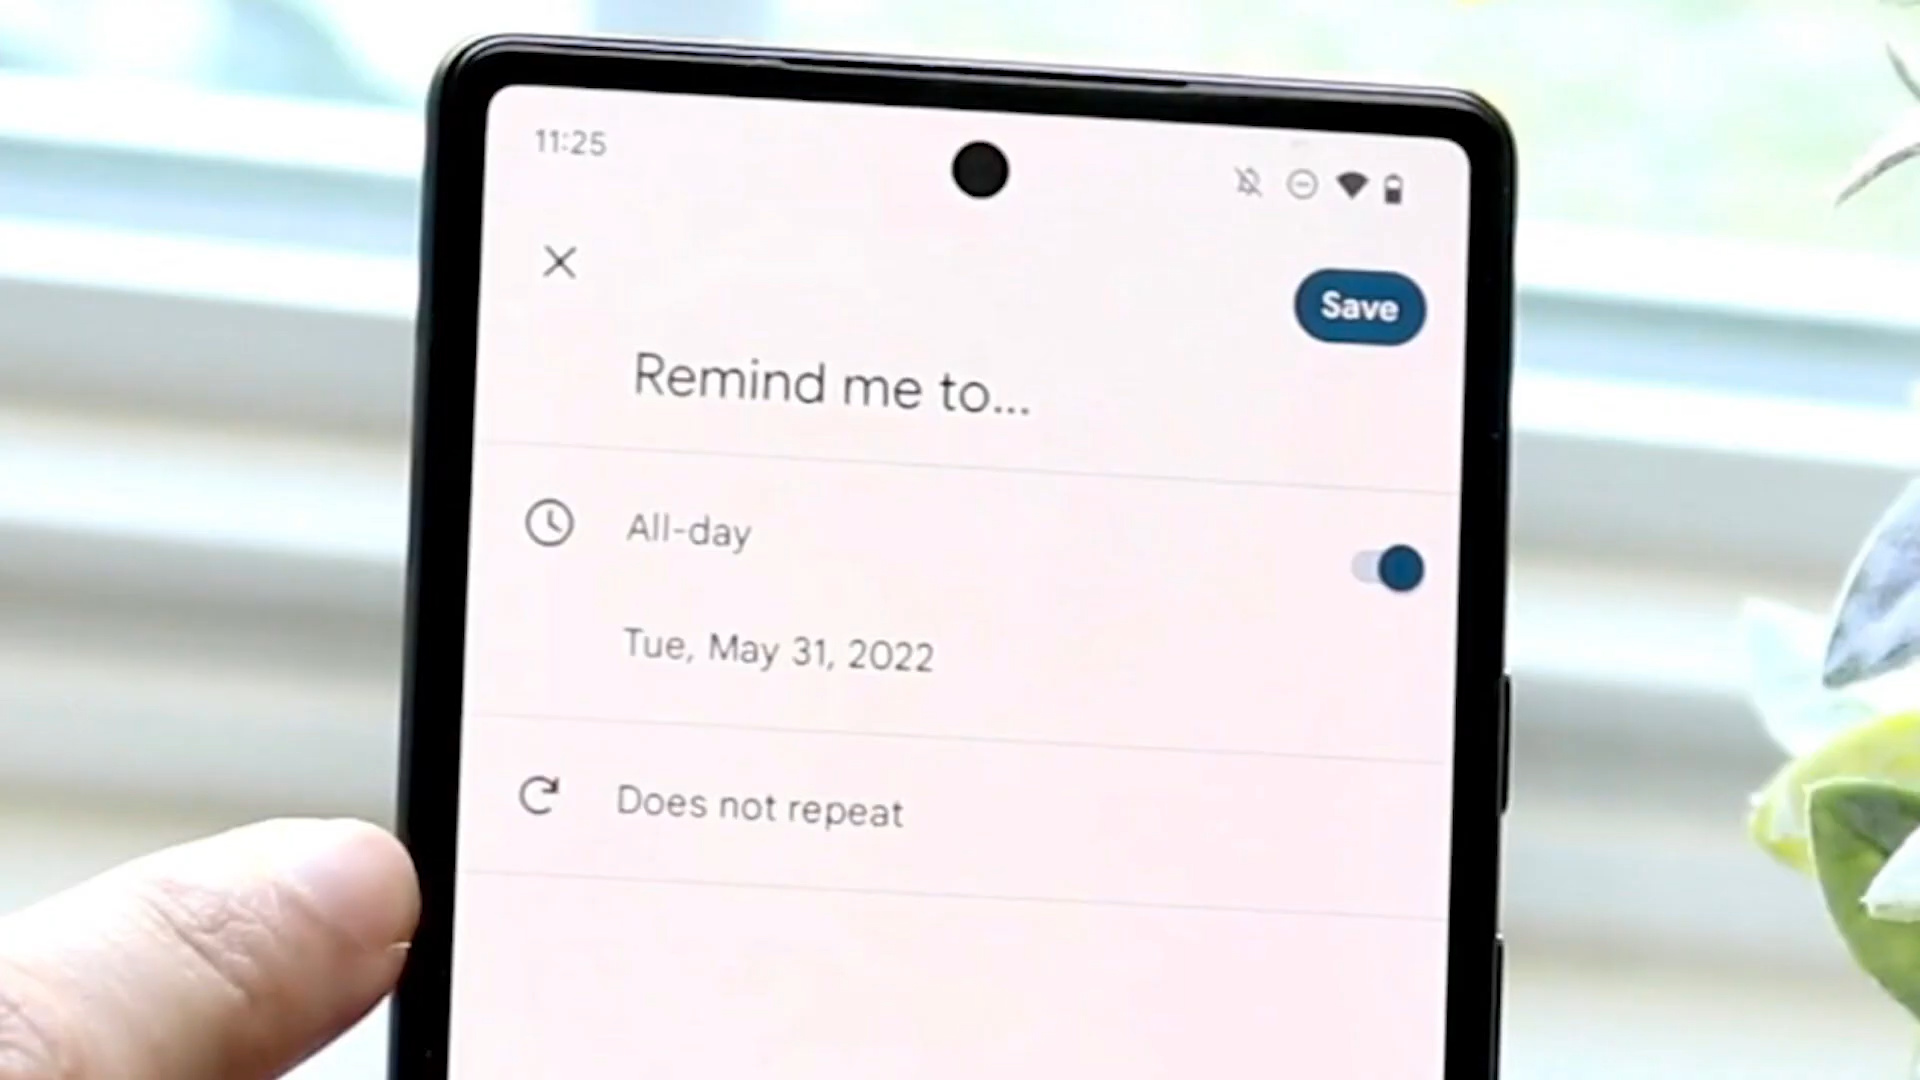 11:25
Save
Remind me to...
All-day
Tue, May 31, 2022
Does not repeat